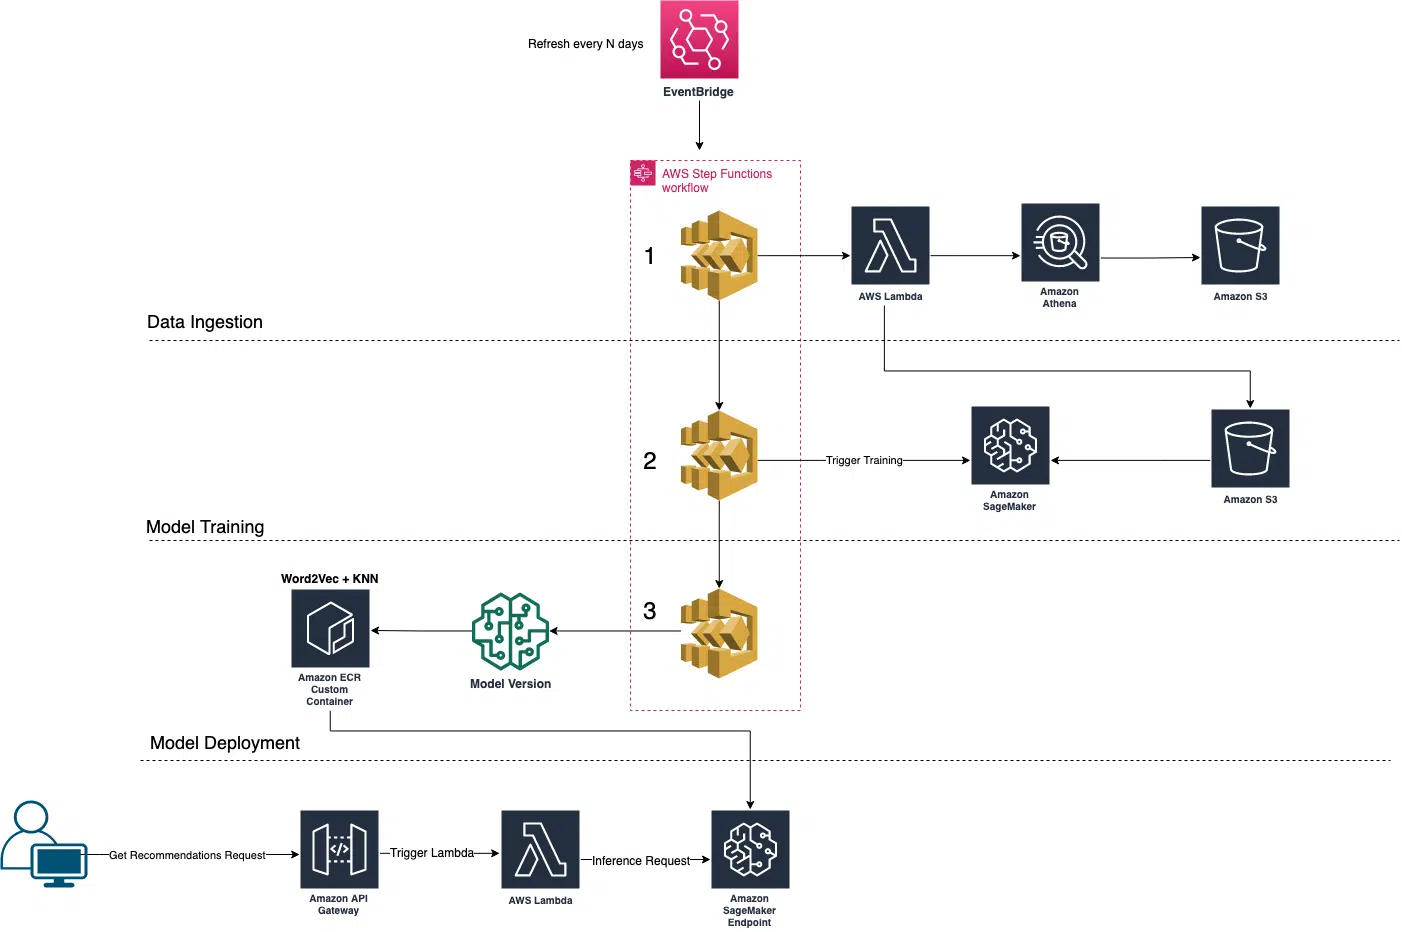 Refresh every N days
EventBridge
AWS Step Functions
workflow
1
AWS Lambda
Amazon
Athena
Amazon S3
Data Ingestion
2
Trigger Training
Amazon
SageMaker
Amazon S3
Model Training
Word2Vec + KNN
3
Amazon ECR
Custom
Container
Model Version
Model Deployment
Get Recommendations Request
</>
Amazon API
Gateway
Trigger Lambda
AWS Lambda
Inference Request
Amazon
SageMaker
Endpoint